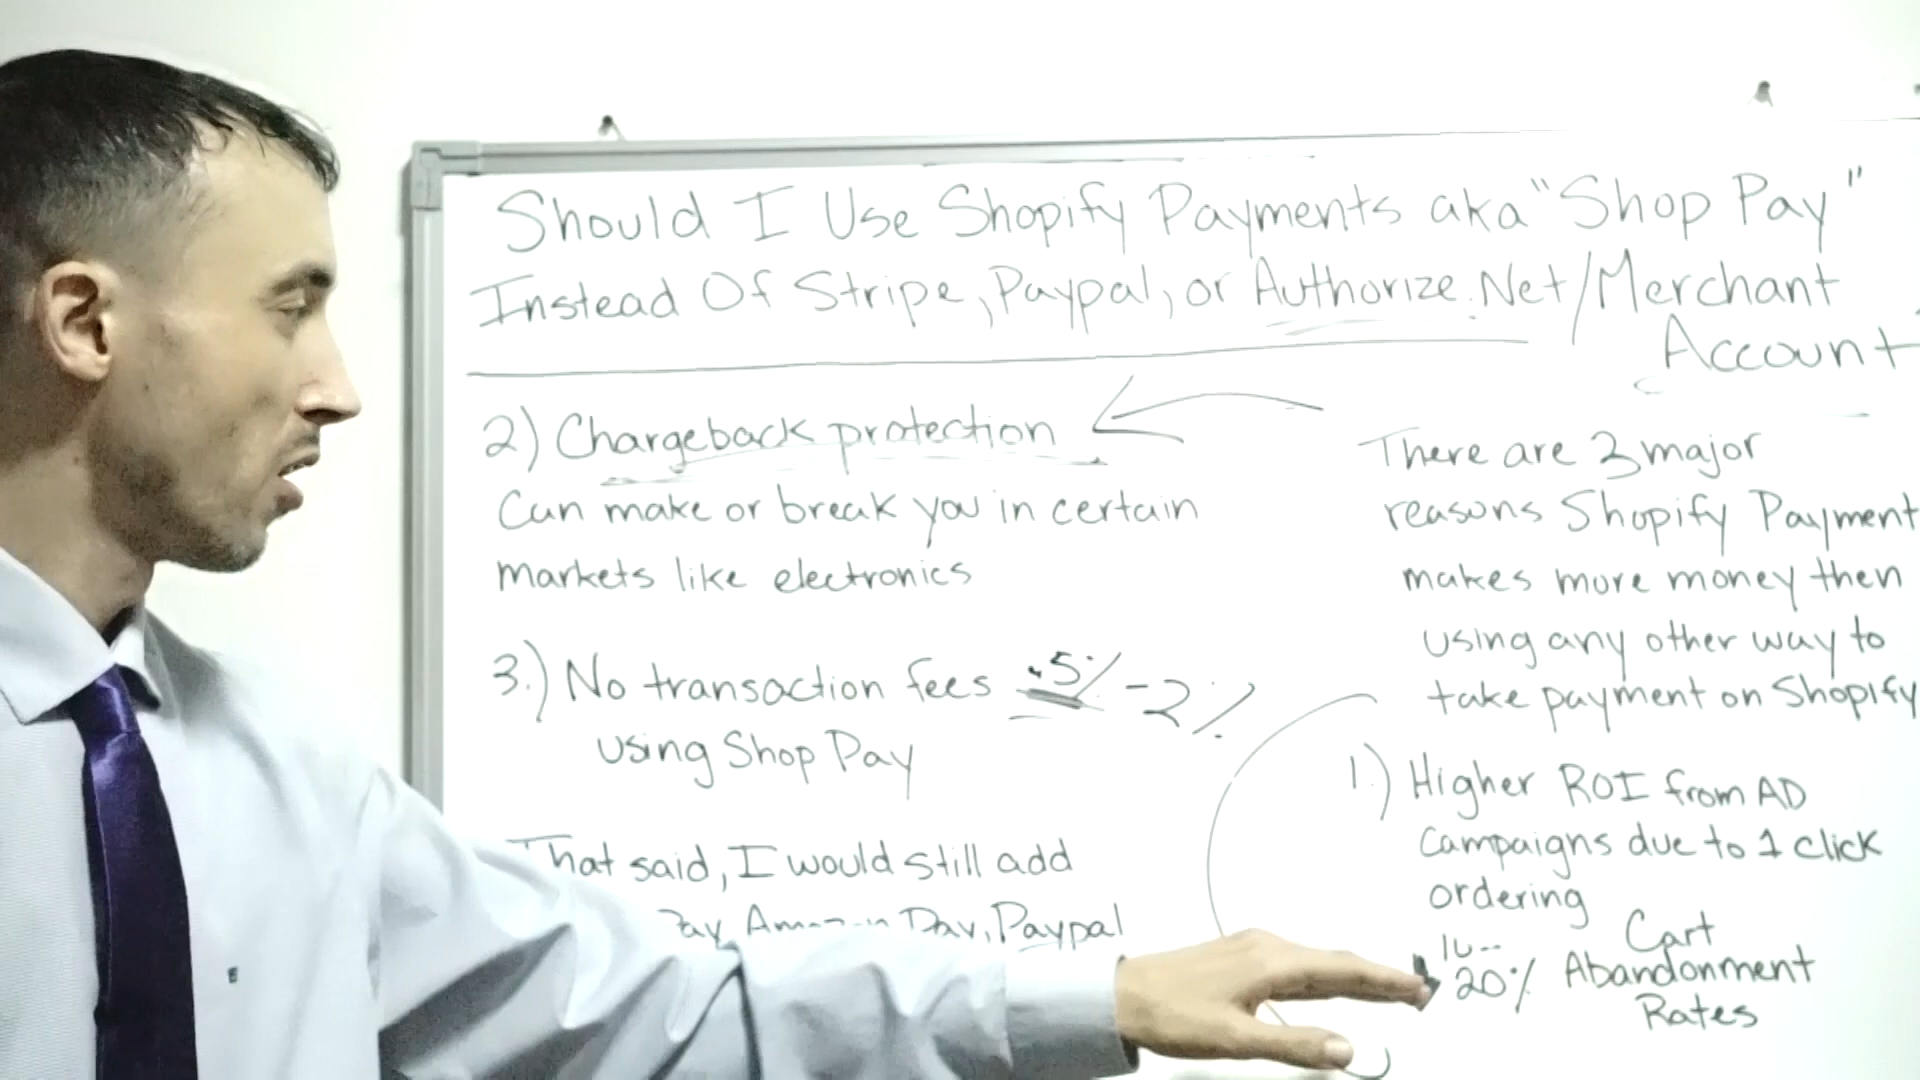 Should I Use Shopify Payments aka "Shop Pay"
Instead Of Stripe, Paypal, or Authorize.Net/Merchant
Account
There are 3 major
reasons Shopify Payment
makes more money then
using any other way to
take payment on Shopify
1.) Higher ROI from AD
Campaigns due to 1 click
ordering
20% Cart
Abandonment
Rates
2) Chargeback protection
Can make or break you in certain
markets like electronics
3.) No transaction fees .5% - 2%
using Shop Pay
That said, I would still add
Pay, Amazon Pay, Paypal